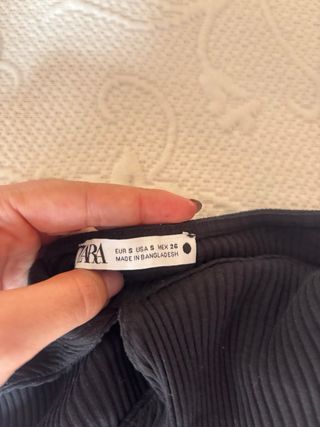 ZARA
EUR S USA S MEX 26
MADE IN BANGLADESH